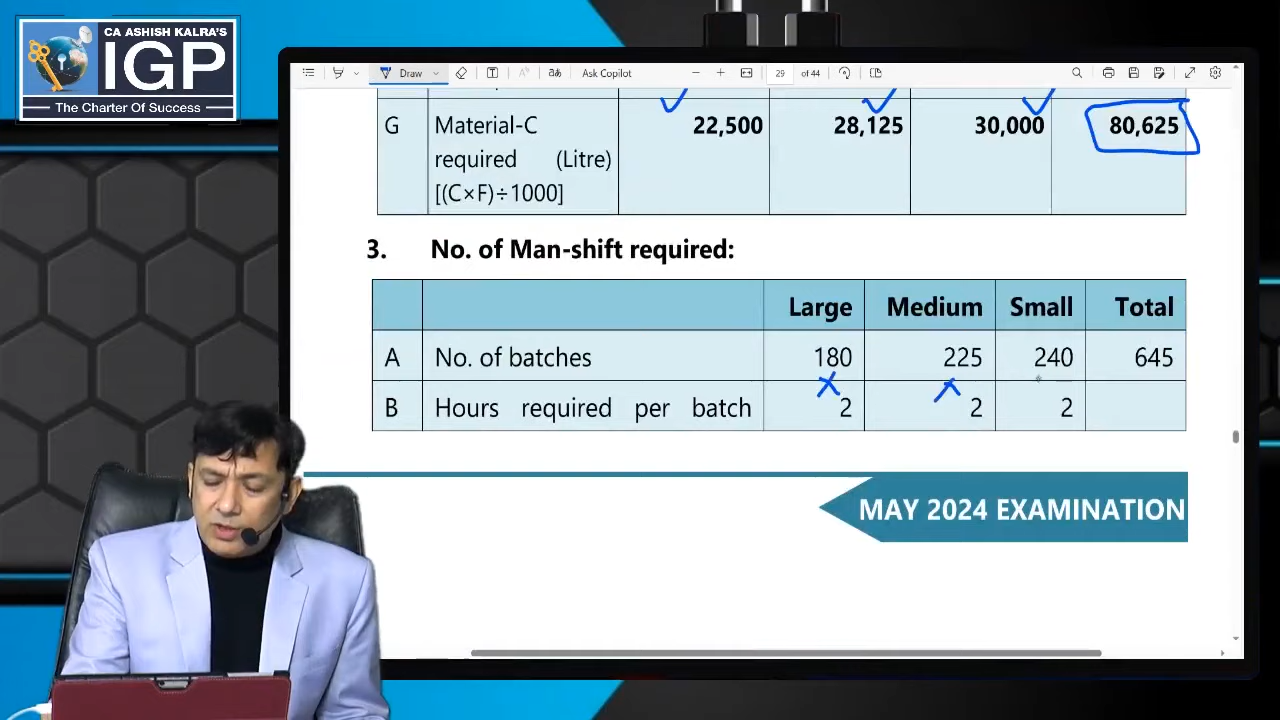 CA ASHISH KALRA'S
IGP
The Charter Of Success
Draw
Ask Copilot
29 of 44
G Material-C required (Litre) [(C×F)÷1000] 22,500 28,125 30,000 80,625
3. No. of Man-shift required:
Large Medium Small Total
A No. of batches 180 225 240 645
B Hours required per batch 2 2 2
MAY 2024 EXAMINATION